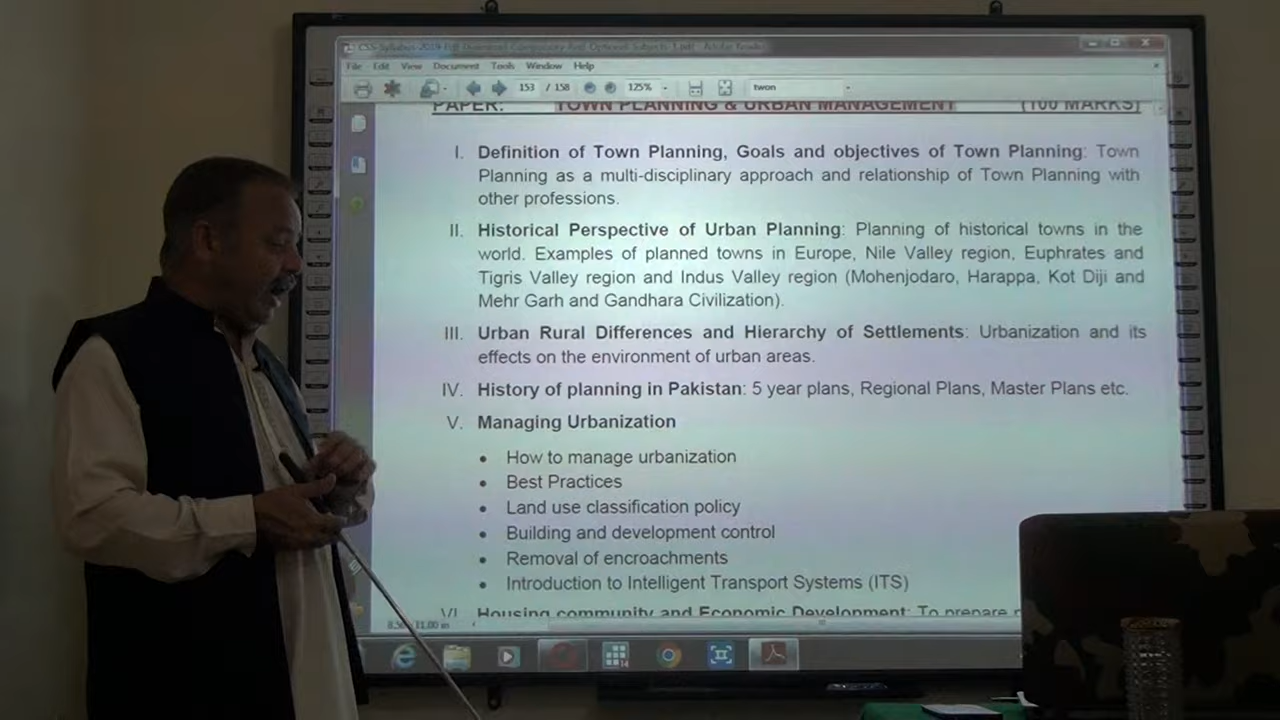 CSS-Syllabus-2019
File Edit View Document Tools Window Help
153 / 158 125% twon
PAPER: TOWN PLANNING & URBAN MANAGEMENT (100 MARKS)
I. Definition of Town Planning, Goals and objectives of Town Planning: Town
Planning as a multi-disciplinary approach and relationship of Town Planning with
other professions.
II. Historical Perspective of Urban Planning: Planning of historical towns in the
world. Examples of planned towns in Europe, Nile Valley region, Euphrates and
Tigris Valley region and Indus Valley region (Mohenjodaro, Harappa, Kot Diji and
Mehr Garh and Gandhara Civilization).
III. Urban Rural Differences and Hierarchy of Settlements: Urbanization and its
effects on the environment of urban areas.
IV. History of planning in Pakistan: 5 year plans, Regional Plans, Master Plans etc.
V. Managing Urbanization
• How to manage urbanization
• Best Practices
• Land use classification policy
• Building and development control
• Removal of encroachments
• Introduction to Intelligent Transport Systems (ITS)
VI. Housing community and Economic Development: To prepare